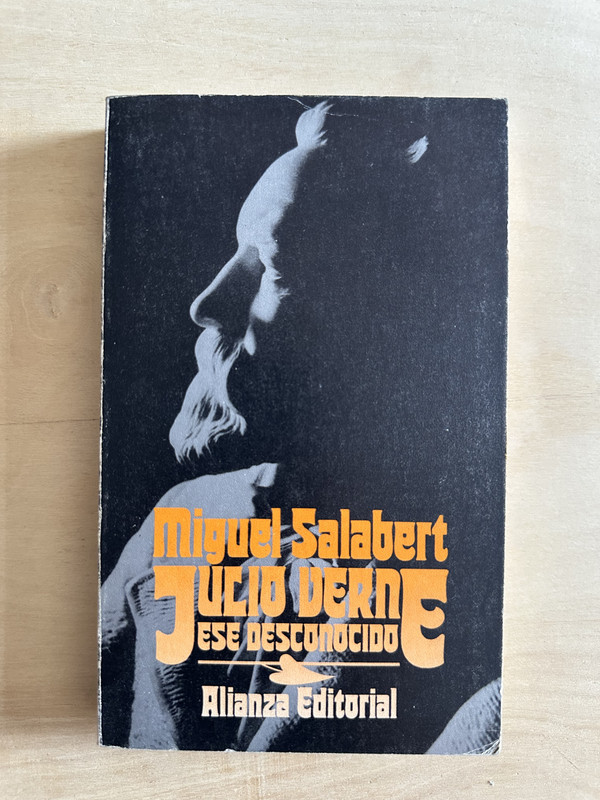 Miguel Salabert
JULIO VERNE
ESE DESCONOCIDO
Alianza Editorial